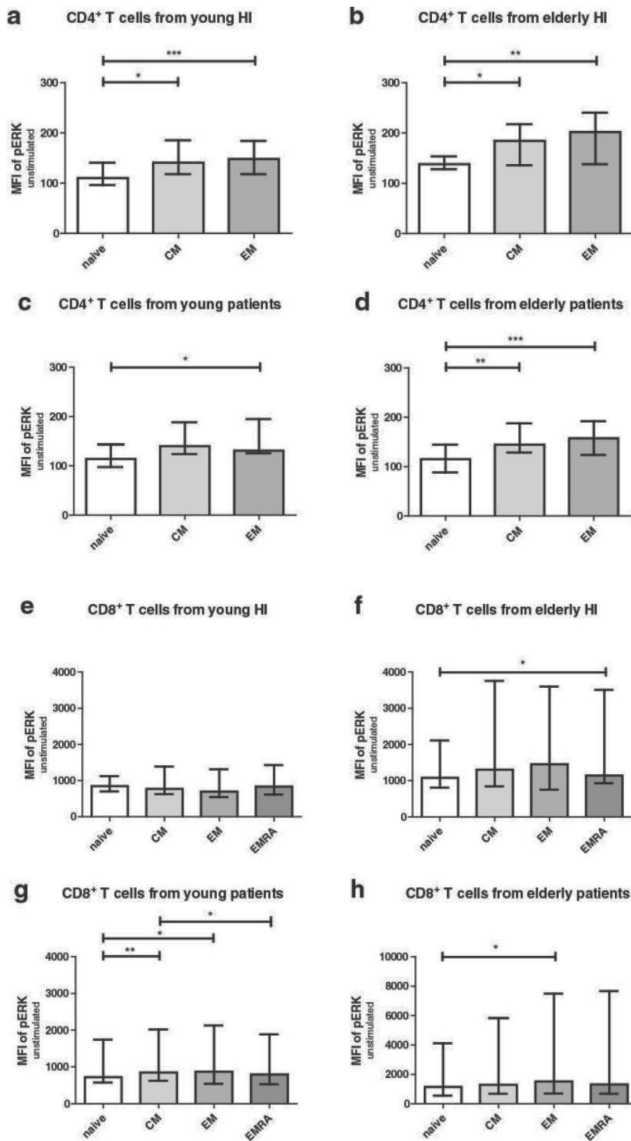 a CD4+ T cells from young HI
***
*
300
200
100
0
MFI of pERK
unstimulated
naive CM EM
b CD4+ T cells from elderly HI
**
*
300
200
100
0
MFI of pERK
unstimulated
naive CM EM
c CD4+ T cells from young patients
*
300
200
100
0
MFI of pERK
unstimulated
naive CM EM
d CD4+ T cells from elderly patients
***
**
300
200
100
0
MFI of pERK
unstimulated
naive CM EM
e CD8+ T cells from young HI
4000
3000
2000
1000
0
MFI of pERK
unstimulated
naive CM EM EMRA
f CD8+ T cells from elderly HI
*
4000
3000
2000
1000
0
MFI of pERK
unstimulated
naive CM EM EMRA
g CD8+ T cells from young patients
*
*
**
4000
3000
2000
1000
0
MFI of pERK
unstimulated
naive CM EM EMRA
h CD8+ T cells from elderly patients
*
10000
8000
6000
4000
2000
0
MFI of pERK
unstimulated
naive CM EM EMRA